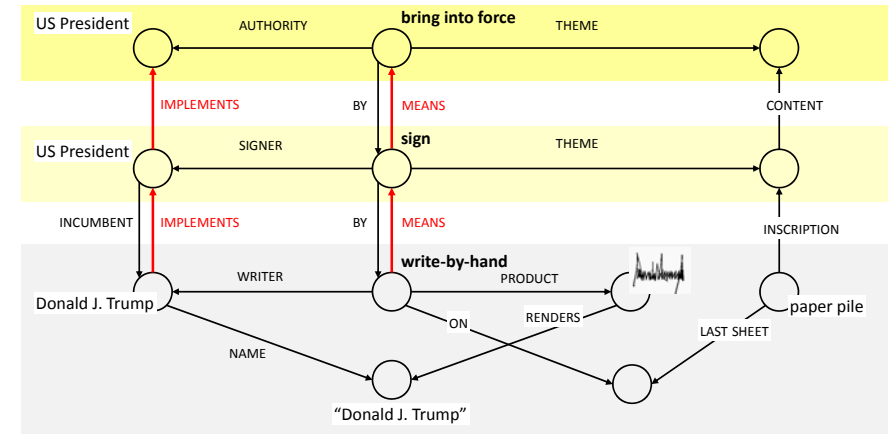 bring into force
US President
AUTHORITY
THEME
IMPLEMENTS
BY
MEANS
CONTENT
sign
US President
SIGNER
THEME
INCUMBENT
IMPLEMENTS
BY
MEANS
INSCRIPTION
write-by-hand
WRITER
PRODUCT
Donald J. Trump
paper pile
ON
RENDERS
LAST SHEET
NAME
“Donald J. Trump”